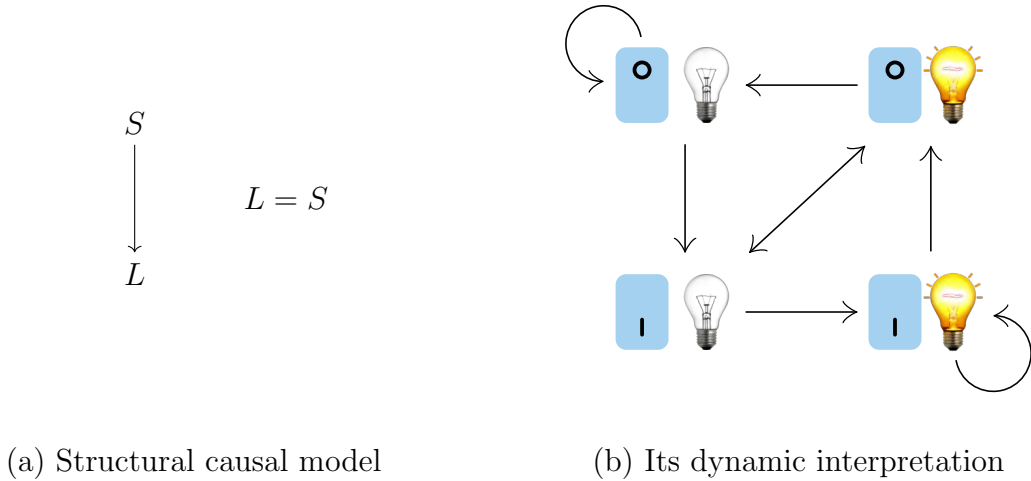 S
L = S
L
(a) Structural causal model
(b) Its dynamic interpretation